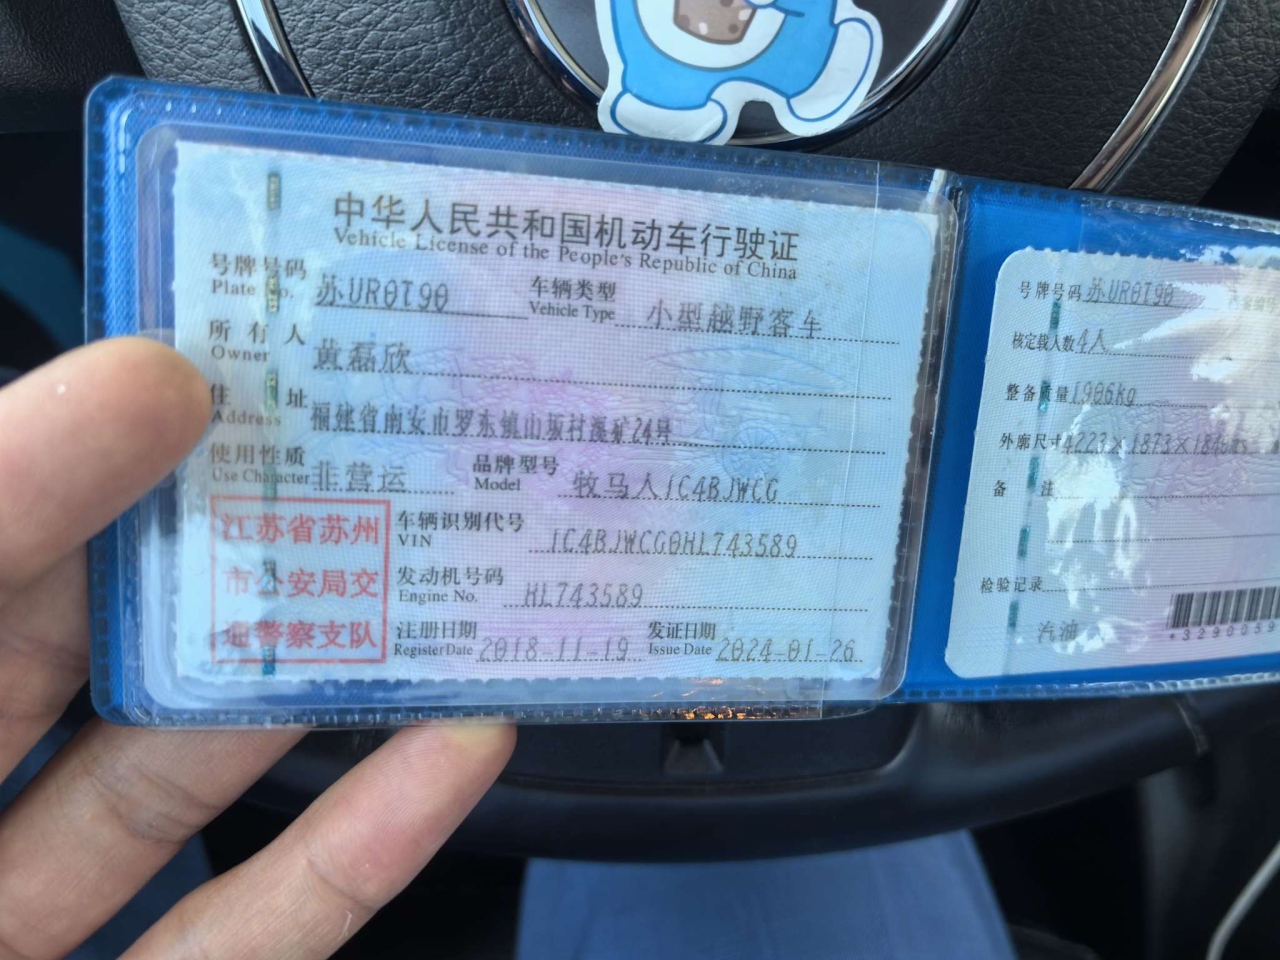 中华人民共和国机动车行驶证
Vehicle License of the People's Republic of China
号牌号码 苏UR0T90 车辆类型 小型越野客车
Plate No. Vehicle Type
所有人 黄磊欣
Owner
住址 福建省南安市罗东镇山坂村溪矿24号
Address
使用性质 非营运 品牌型号 牧马人1C4BJWCG
Use Character Model
江苏省苏州
市公安局交
通警察支队
车辆识别代号 1C4BJWCG0HL743589
VIN
发动机号码 HL743589
Engine No.
注册日期 2018-11-19 发证日期 2024-01-26
Register Date Issue Date
号牌号码 苏UR0T90
核定载人数 4人
整备质量 1906kg
外廓尺寸 4223×1873×184
备注
检验记录
汽油